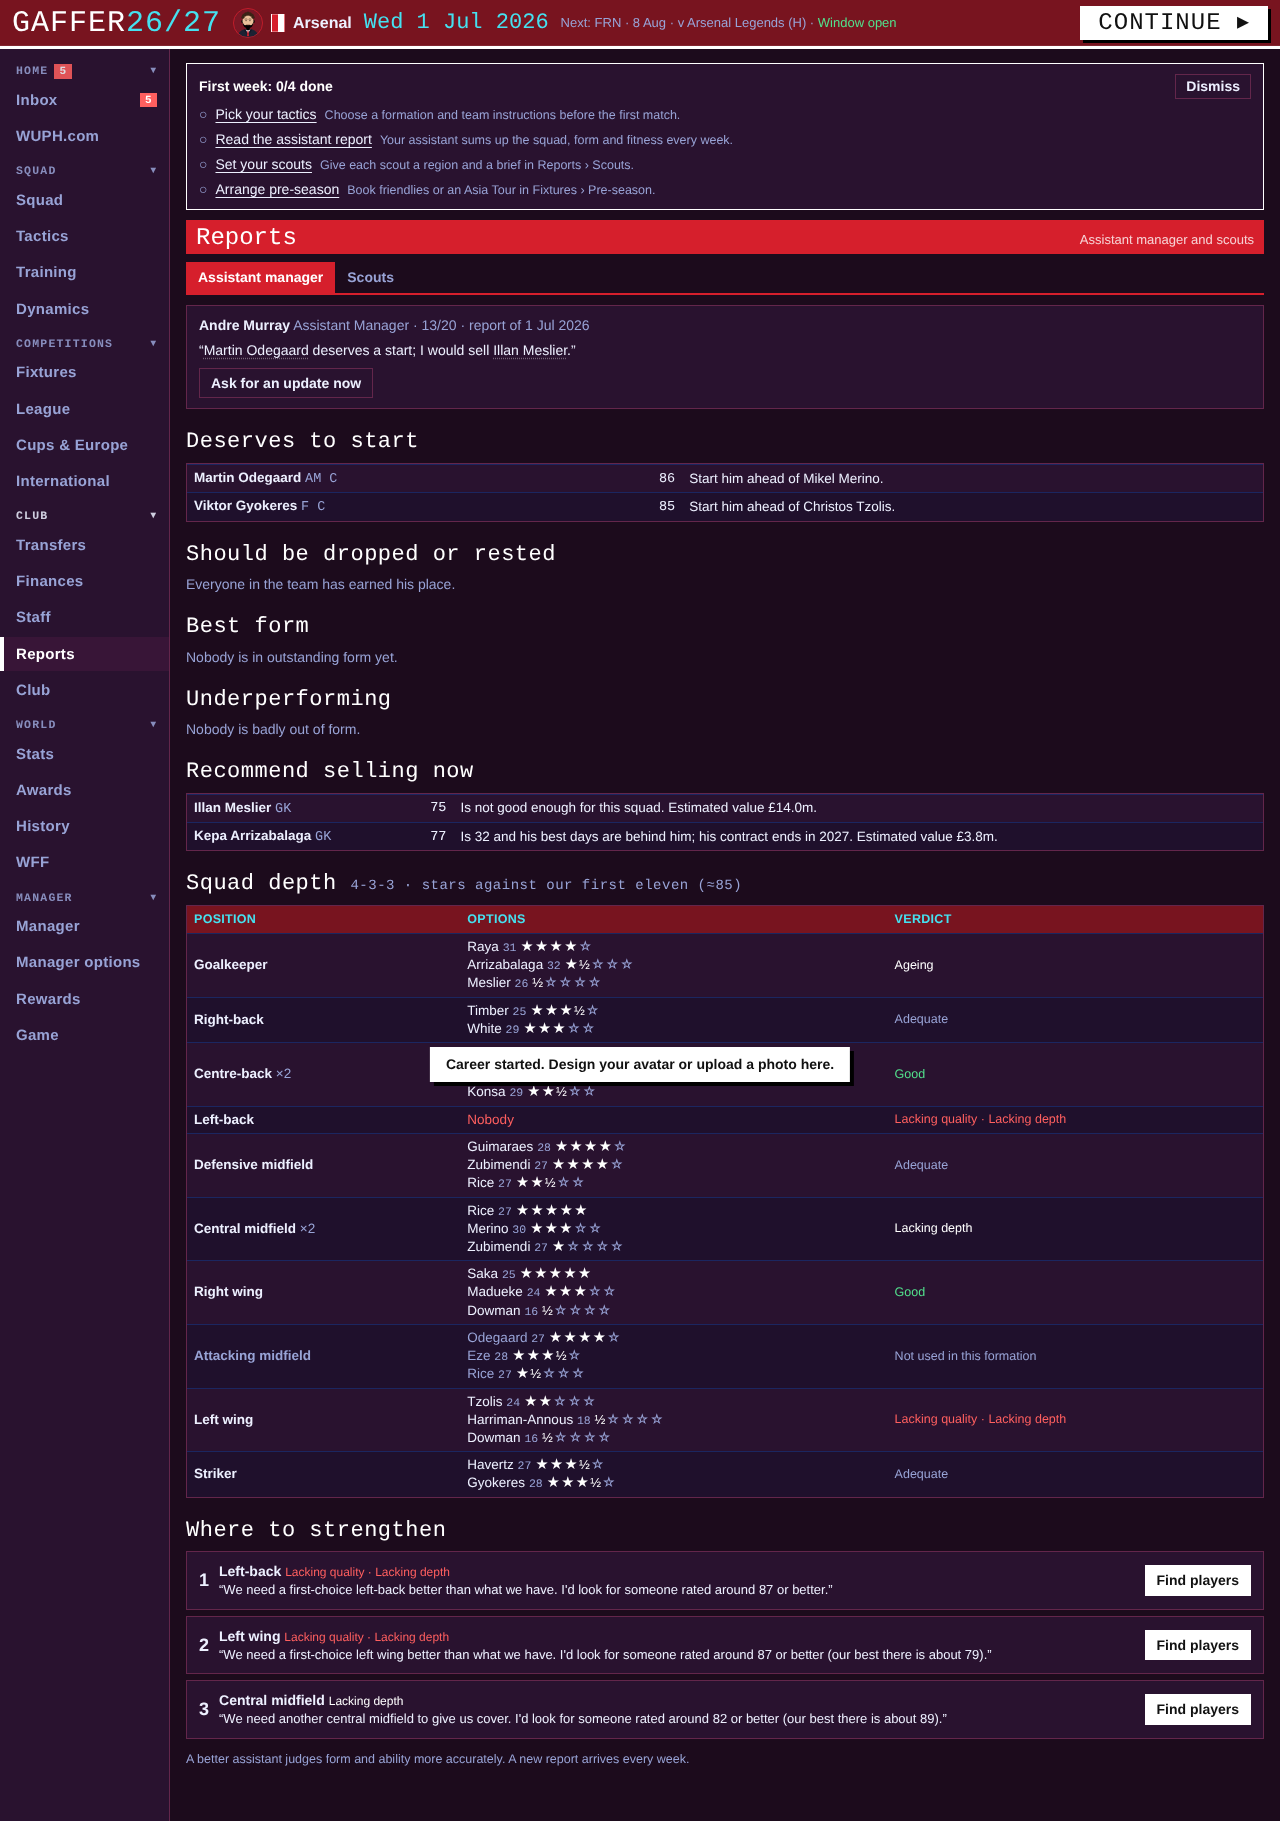 GAFFER26/27 Arsenal Wed 1 Jul 2026 Next: FRN · 8 Aug · v Arsenal Legends (H) · Window open CONTINUE ►
HOME 5 ▼
Inbox 5
WUPH.com
SQUAD ▼
Squad
Tactics
Training
Dynamics
COMPETITIONS ▼
Fixtures
League
Cups & Europe
International
CLUB ▼
Transfers
Finances
Staff
Reports
Club
WORLD ▼
Stats
Awards
History
WFF
MANAGER ▼
Manager
Manager options
Rewards
Game
First week: 0/4 done Dismiss
○ Pick your tactics Choose a formation and team instructions before the first match.
○ Read the assistant report Your assistant sums up the squad, form and fitness every week.
○ Set your scouts Give each scout a region and a brief in Reports › Scouts.
○ Arrange pre-season Book friendlies or an Asia Tour in Fixtures › Pre-season.
Reports Assistant manager and scouts
Assistant manager Scouts
Andre Murray Assistant Manager · 13/20 · report of 1 Jul 2026
“Martin Odegaard deserves a start; I would sell Illan Meslier.”
Ask for an update now
Deserves to start
Martin Odegaard AM C 86 Start him ahead of Mikel Merino.
Viktor Gyokeres F C 85 Start him ahead of Christos Tzolis.
Should be dropped or rested
Everyone in the team has earned his place.
Best form
Nobody is in outstanding form yet.
Underperforming
Nobody is badly out of form.
Recommend selling now
Illan Meslier GK 75 Is not good enough for this squad. Estimated value £14.0m.
Kepa Arrizabalaga GK 77 Is 32 and his best days are behind him; his contract ends in 2027. Estimated value £3.8m.
Squad depth 4-3-3 · stars against our first eleven (≈85)
POSITION OPTIONS VERDICT
Goalkeeper Raya 31 ★★★★☆ Ageing
Arrizabalaga 32 ★½☆☆☆
Meslier 26 ½☆☆☆☆
Right-back Timber 25 ★★★½☆ Adequate
White 29 ★★★☆☆
Centre-back ×2 Good
Career started. Design your avatar or upload a photo here.
Konsa 29 ★★½☆☆
Left-back Nobody Lacking quality · Lacking depth
Defensive midfield Guimaraes 28 ★★★★☆ Adequate
Zubimendi 27 ★★★★☆
Rice 27 ★★½☆☆
Central midfield ×2 Rice 27 ★★★★★ Lacking depth
Merino 30 ★★★☆☆
Zubimendi 27 ★☆☆☆☆
Right wing Saka 25 ★★★★★ Good
Madueke 24 ★★★☆☆
Dowman 16 ½☆☆☆☆
Attacking midfield Odegaard 27 ★★★★☆ Not used in this formation
Eze 28 ★★★½☆
Rice 27 ★½☆☆☆
Left wing Tzolis 24 ★★☆☆☆ Lacking quality · Lacking depth
Harriman-Annous 18 ½☆☆☆☆
Dowman 16 ½☆☆☆☆
Striker Havertz 27 ★★★½☆ Adequate
Gyokeres 28 ★★★½☆
Where to strengthen
1 Left-back Lacking quality · Lacking depth Find players
“We need a first-choice left-back better than what we have. I'd look for someone rated around 87 or better.”
2 Left wing Lacking quality · Lacking depth Find players
“We need a first-choice left wing better than what we have. I'd look for someone rated around 87 or better (our best there is about 79).”
3 Central midfield Lacking depth Find players
“We need another central midfield to give us cover. I'd look for someone rated around 82 or better (our best there is about 89).”
A better assistant judges form and ability more accurately. A new report arrives every week.